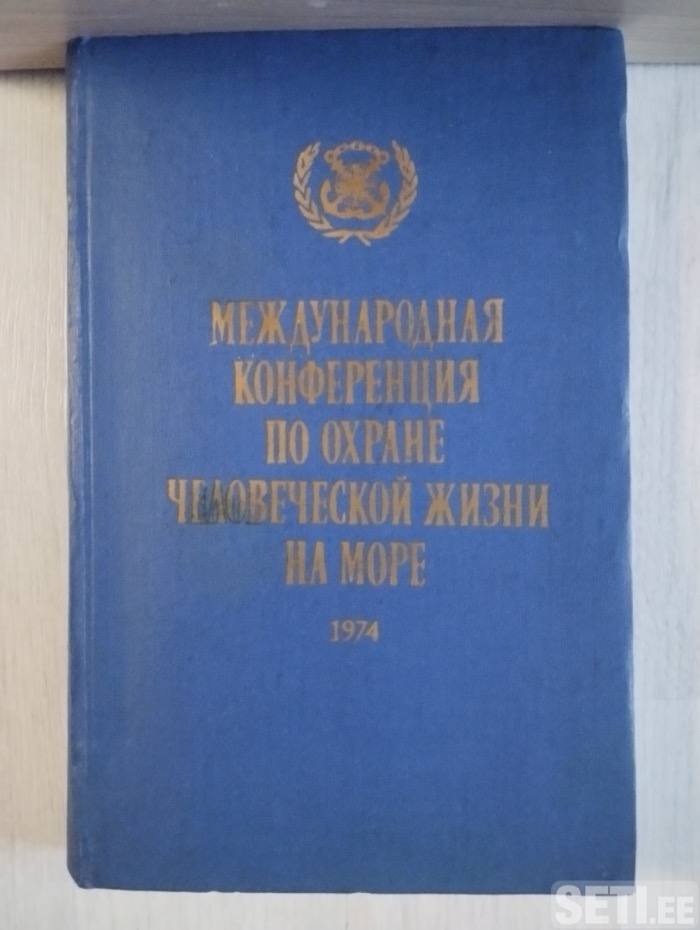 МЕЖДУНАРОДНАЯ
КОНФЕРЕНЦИЯ
ПО ОХРАНЕ
ЧЕЛОВЕЧЕСКОЙ ЖИЗНИ
НА МОРЕ
1974
SETI.EE